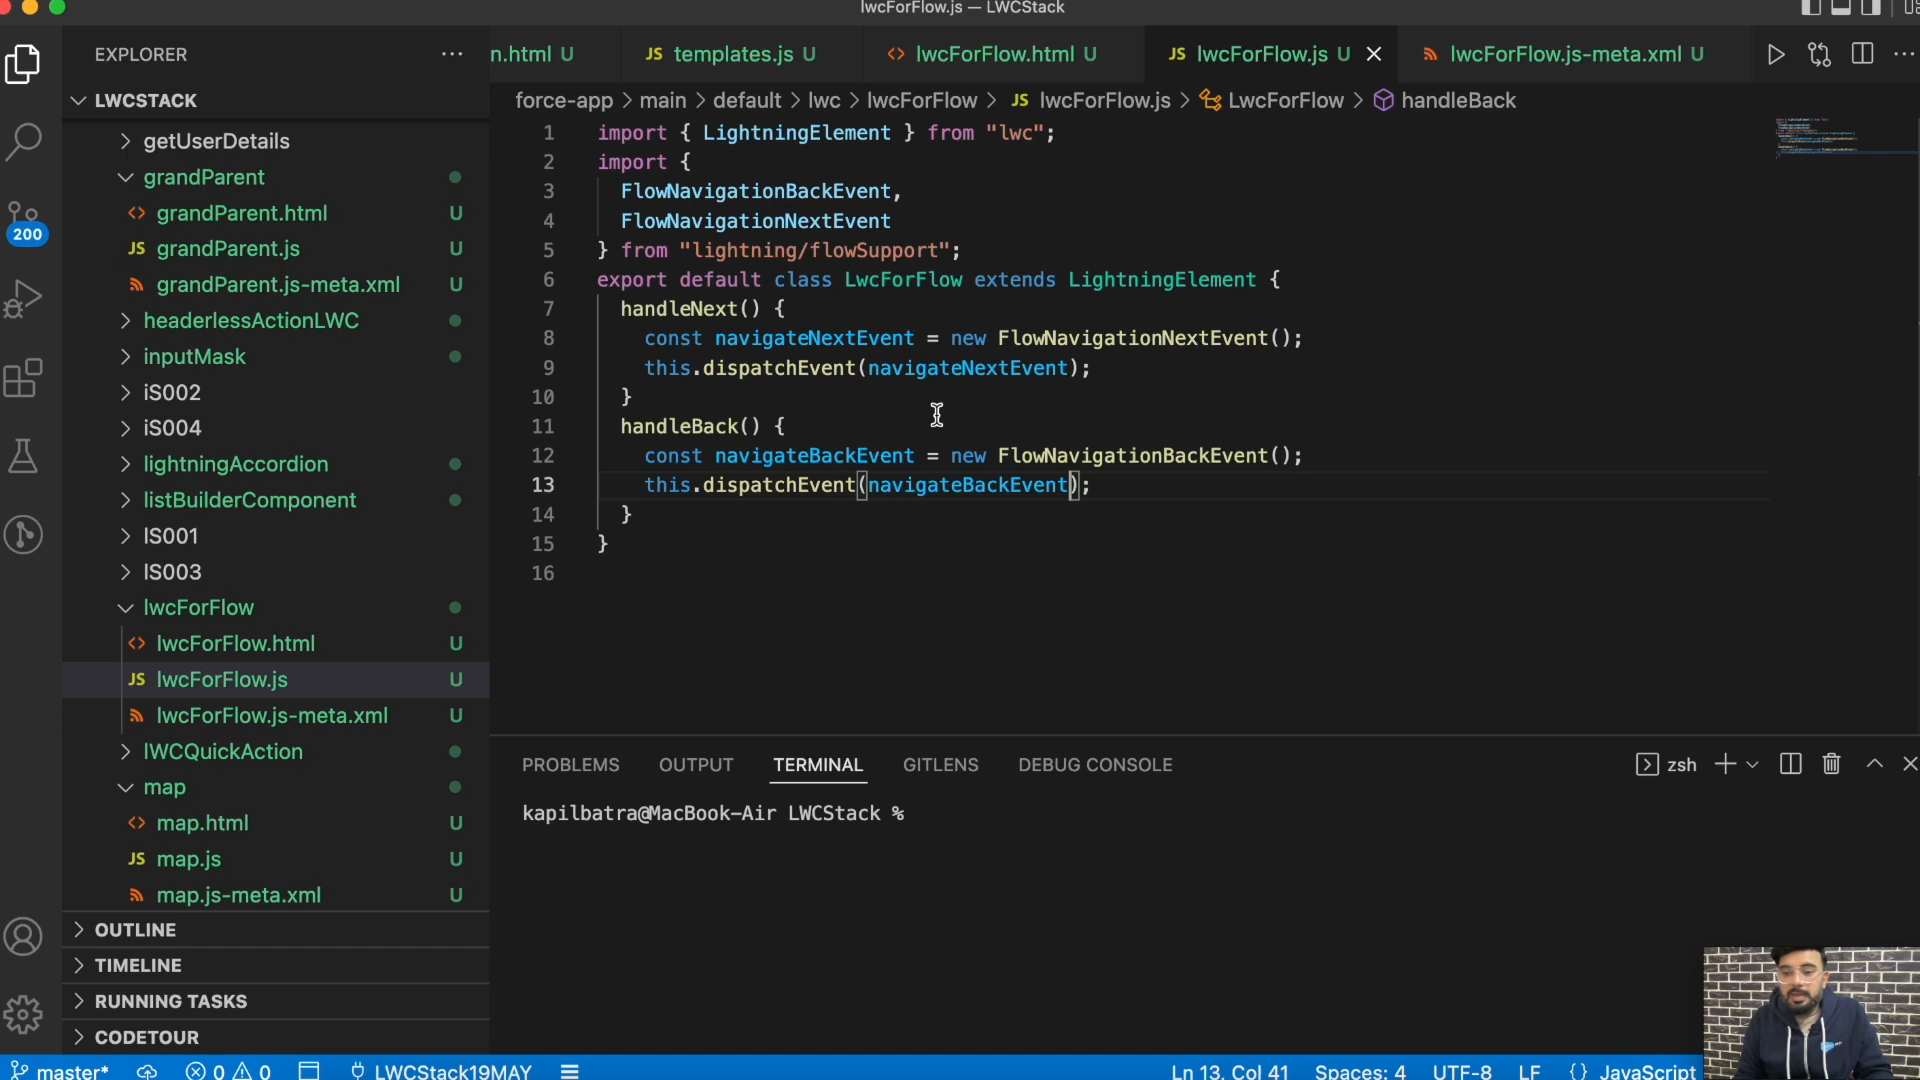 lwcForFlow.js — LWCStack
EXPLORER ...
n.html U
JS templates.js U
<> lwcForFlow.html U
JS lwcForFlow.js U
lwcForFlow.js-meta.xml U
LWCSTACK
force-app > main > default > lwc > lwcForFlow > JS lwcForFlow.js > LwcForFlow > handleBack
getUserDetails
grandParent
<> grandParent.html U
JS grandParent.js U
grandParent.js-meta.xml U
headerlessActionLWC
inputMask
iS002
iS004
lightningAccordion
listBuilderComponent
IS001
IS003
lwcForFlow
<> lwcForFlow.html U
JS lwcForFlow.js U
lwcForFlow.js-meta.xml U
lWCQuickAction
map
<> map.html U
JS map.js U
map.js-meta.xml U
OUTLINE
TIMELINE
RUNNING TASKS
CODETOUR
200
1 import { LightningElement } from "lwc";
2 import {
3 FlowNavigationBackEvent,
4 FlowNavigationNextEvent
5 } from "lightning/flowSupport";
6 export default class LwcForFlow extends LightningElement {
7 handleNext() {
8 const navigateNextEvent = new FlowNavigationNextEvent();
9 this.dispatchEvent(navigateNextEvent);
10 }
11 handleBack() {
12 const navigateBackEvent = new FlowNavigationBackEvent();
13 this.dispatchEvent(navigateBackEvent);
14 }
15 }
16
PROBLEMS OUTPUT TERMINAL GITLENS DEBUG CONSOLE
zsh
kapilbatra@MacBook-Air LWCStack %
master* 0 0 LWCStack19MAY
Ln 13, Col 41 Spaces: 4 UTF-8 LF {} JavaScript